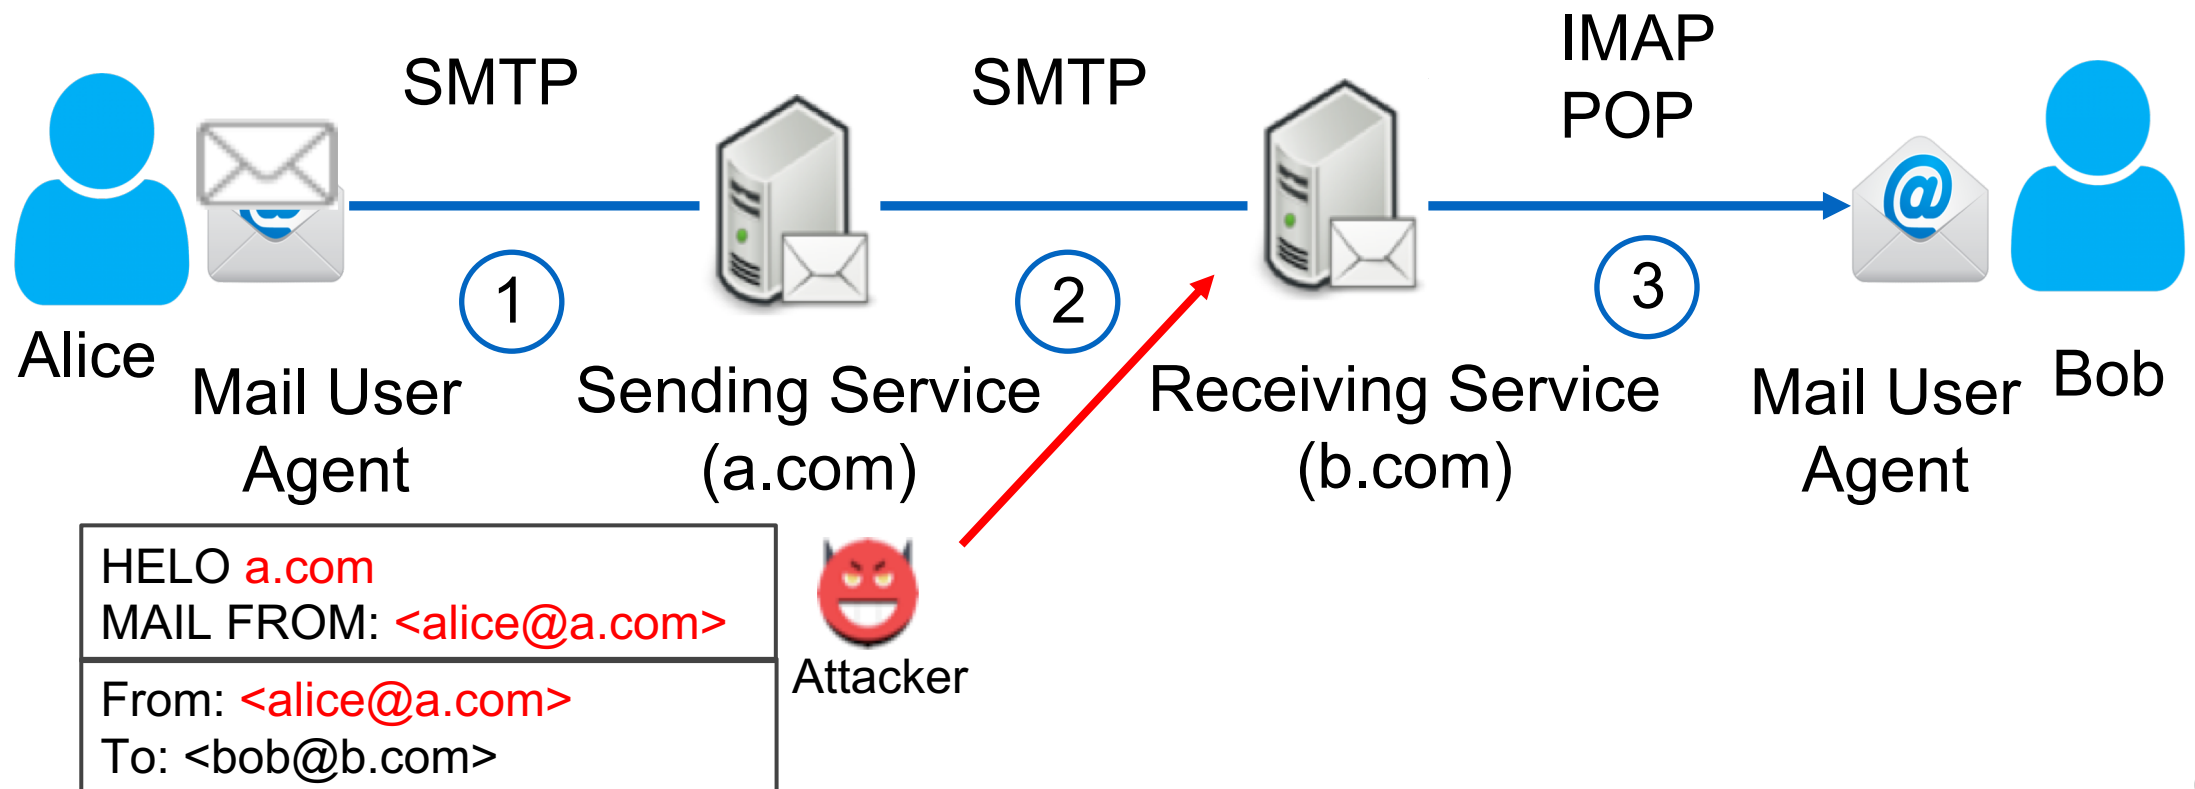 SMTP
SMTP
IMAP
POP
1
2
3
Alice
Mail User
Agent
Sending Service
(a.com)
Receiving Service
(b.com)
Mail User
Agent
Bob
HELO a.com
MAIL FROM: <alice@a.com>
From: <alice@a.com>
To: <bob@b.com>
Attacker